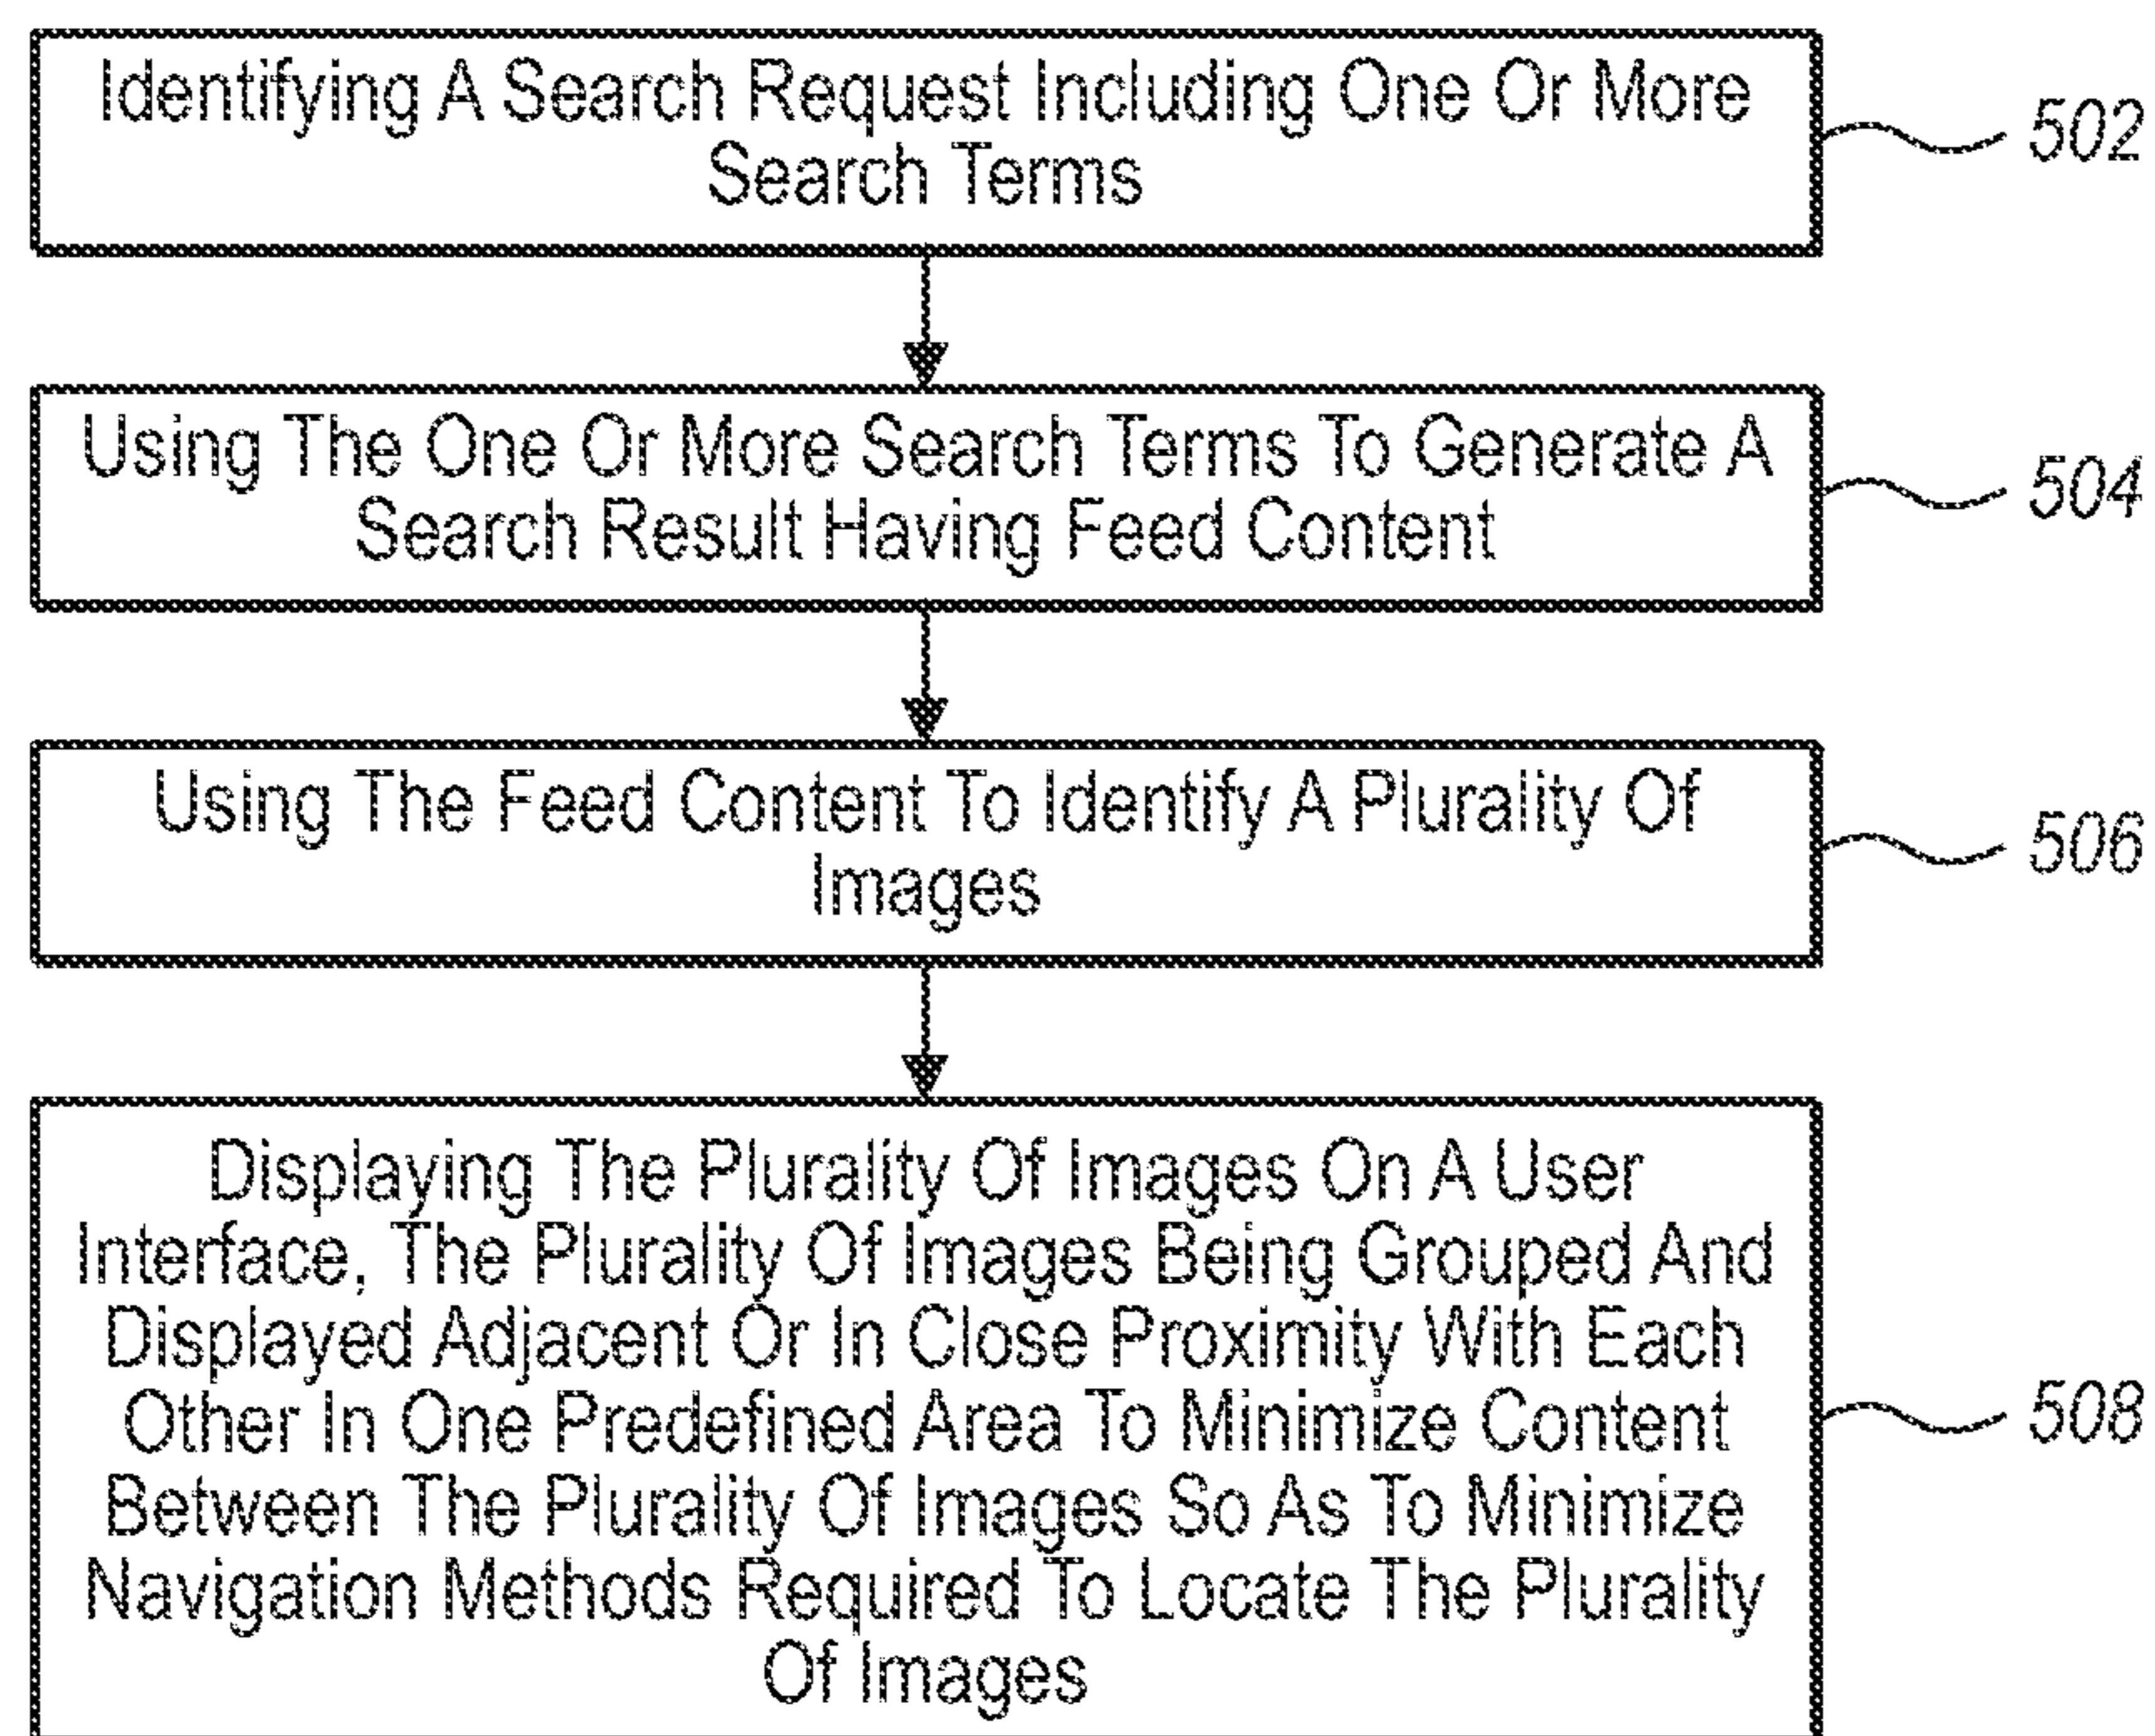 Identifying A Search Request Including One Or More
Search Terms
502
Using The One Or More Search Terms To Generate A
Search Result Having Feed Content
504
Using The Feed Content To Identify A Plurality Of
Images
506
Displaying The Plurality Of Images On A User
Interface, The Plurality Of Images Being Grouped And
Displayed Adjacent Or In Close Proximity With Each
Other In One Predefined Area To Minimize Content
Between The Plurality Of Images So As To Minimize
Navigation Methods Required To Locate The Plurality
Of Images
508